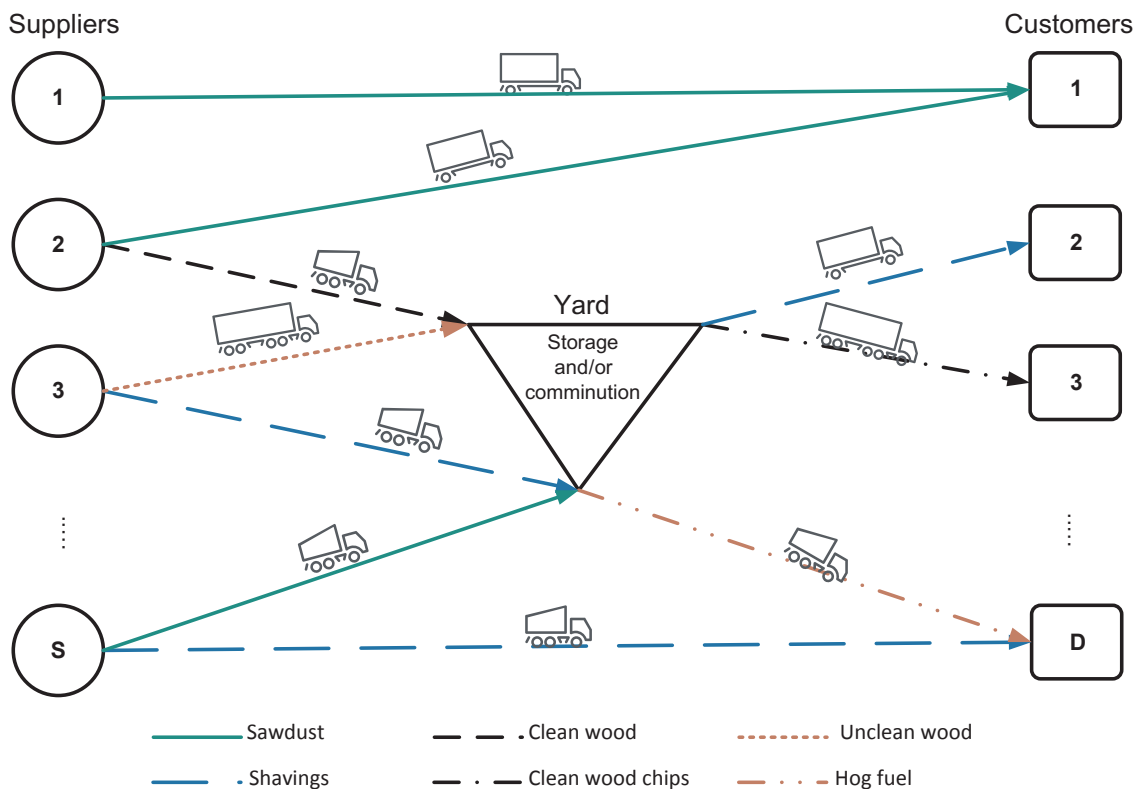 Suppliers
Customers
1
1
2
2
Yard
Storage
and/or
comminution
3
3
S
D
Sawdust
Clean wood
Unclean wood
Shavings
Clean wood chips
Hog fuel